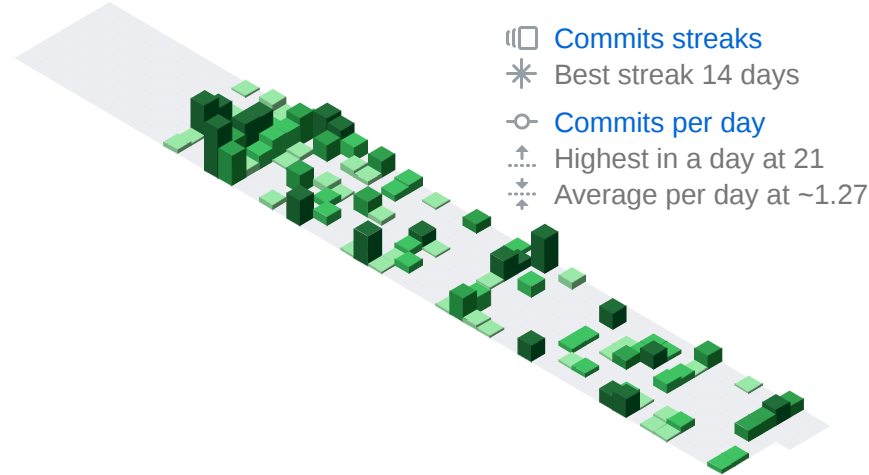 Commits streaks
Best streak 14 days
Commits per day
Highest in a day at 21
Average per day at ~1.27